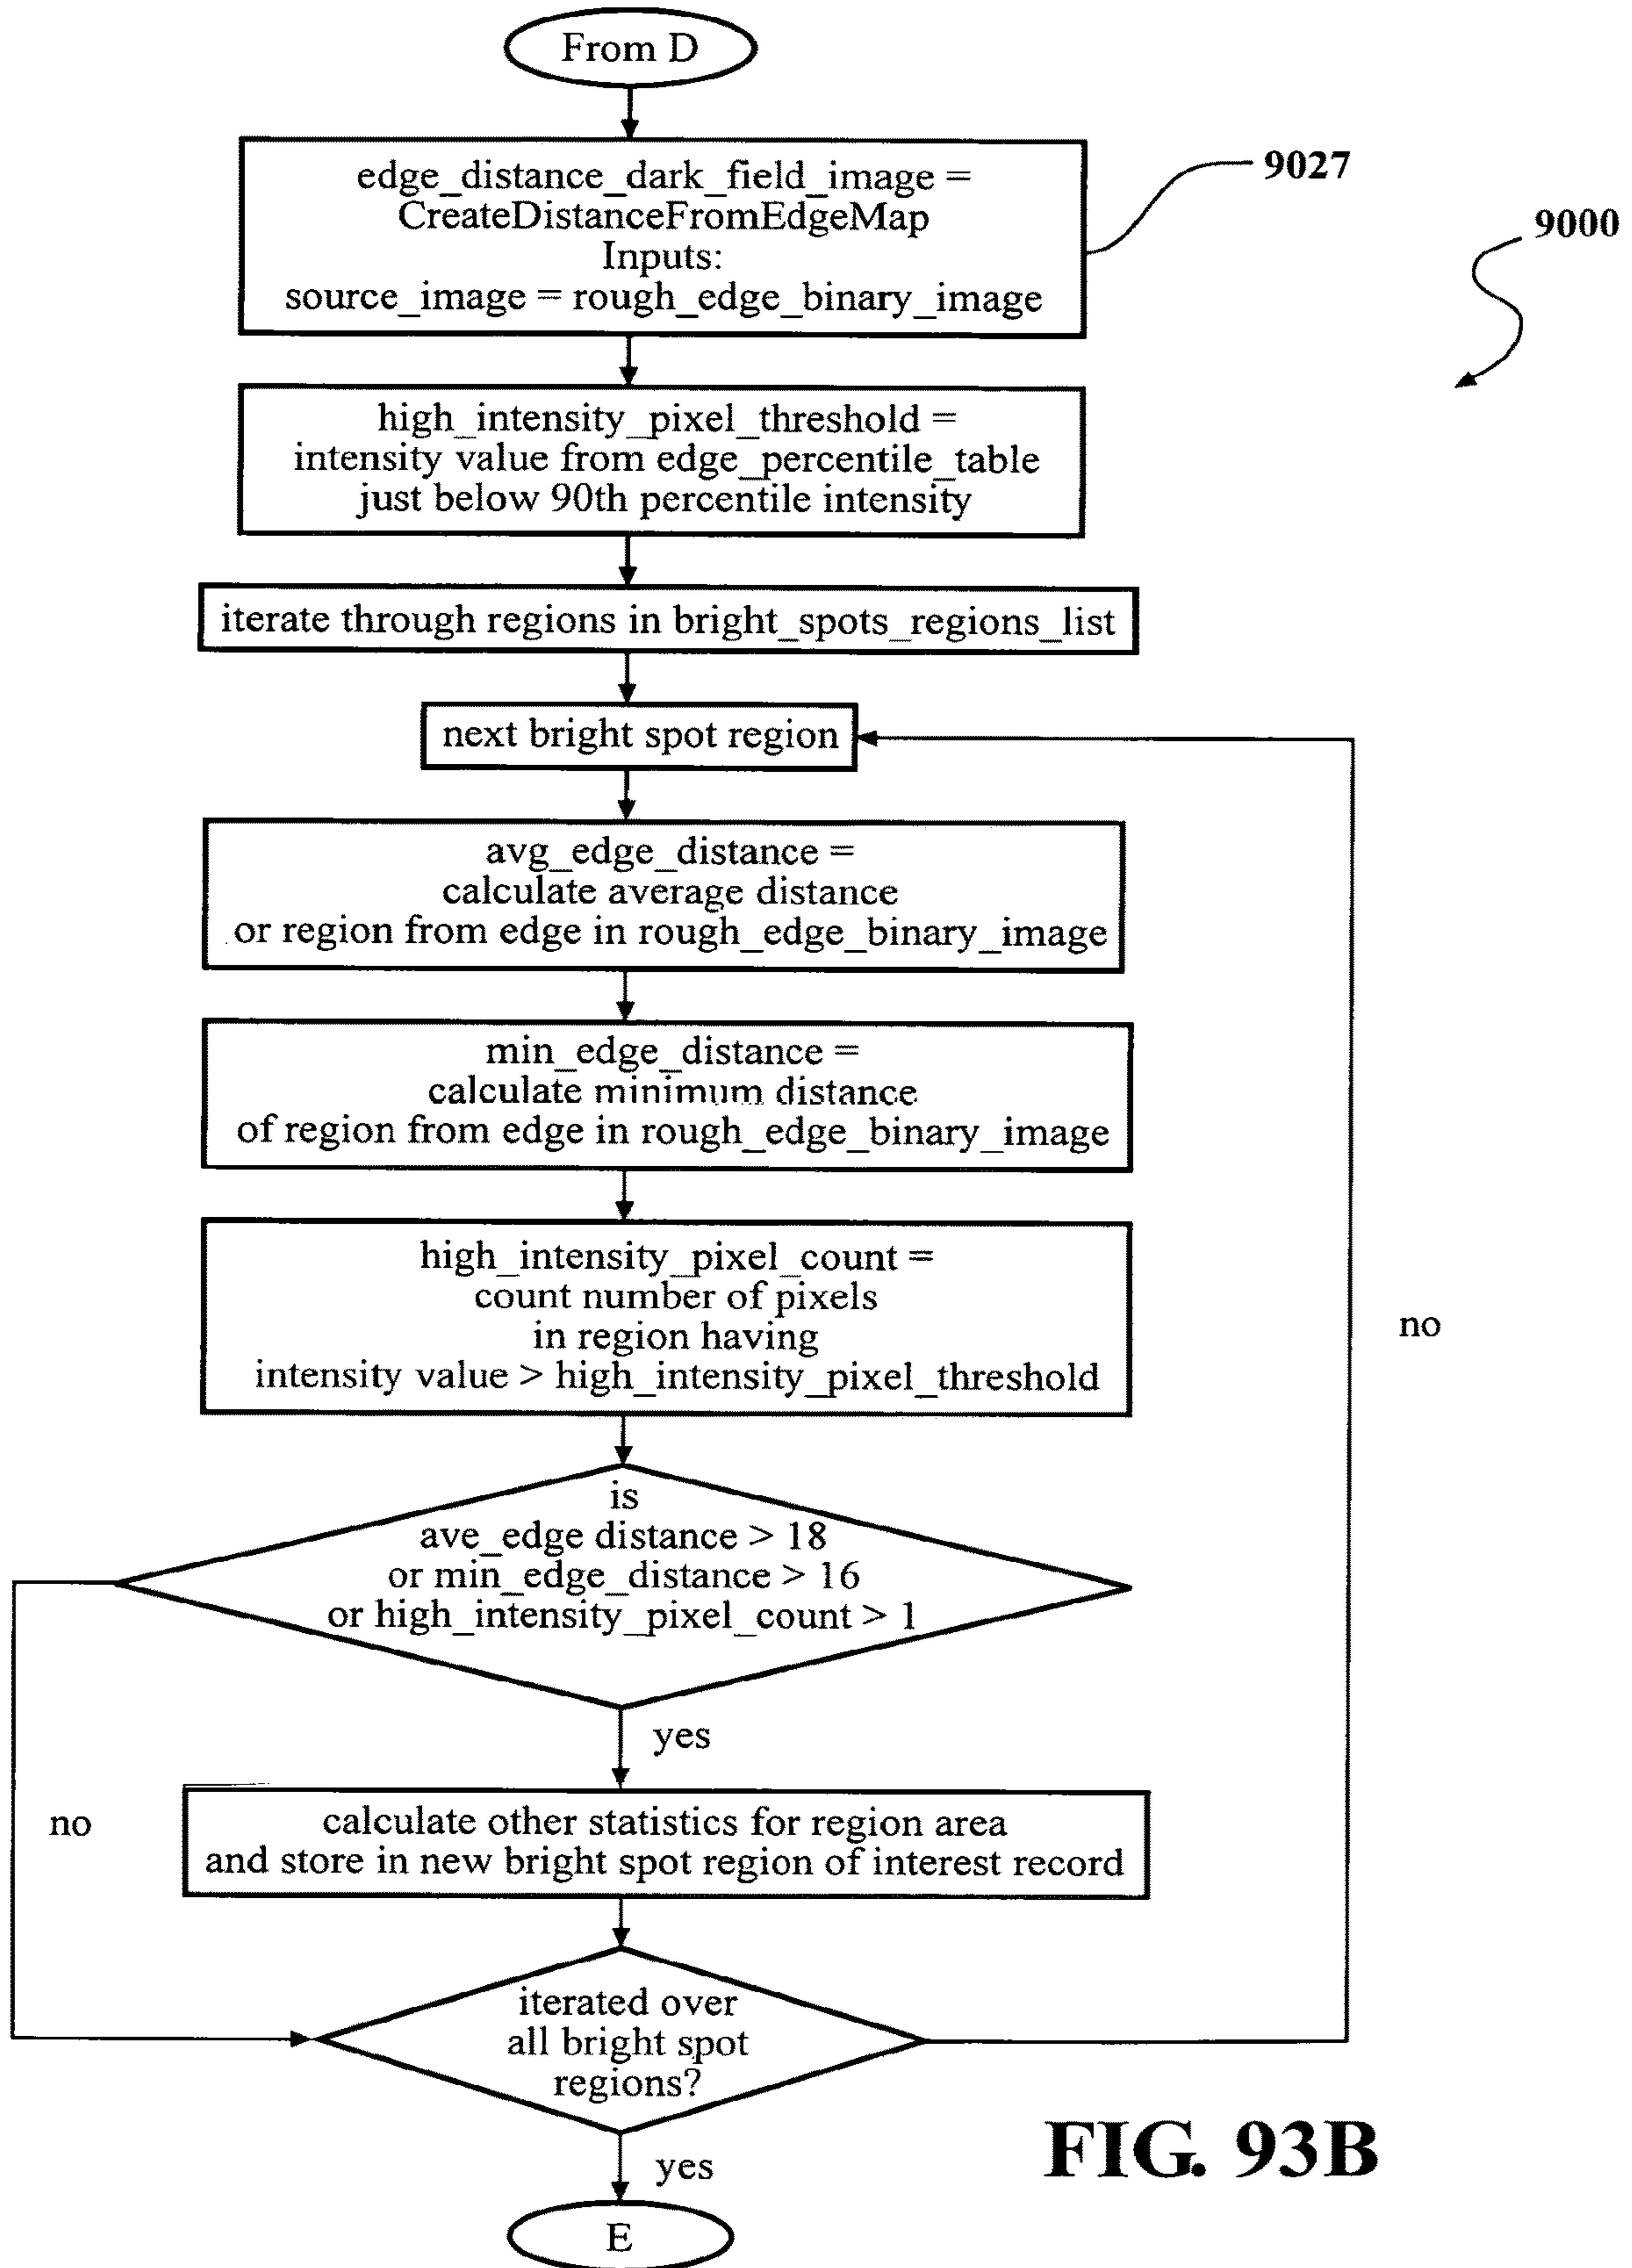 From D
edge_distance_dark_field_image =
CreateDistanceFromEdgeMap
Inputs:
source_image = rough_edge_binary_image
9027
9000
high_intensity_pixel_threshold =
intensity value from edge_percentile_table
just below 90th percentile intensity
iterate through regions in bright_spots_regions_list
next bright spot region
avg_edge_distance =
calculate average distance
or region from edge in rough_edge_binary_image
min_edge_distance =
calculate minimum distance
of region from edge in rough_edge_binary_image
high_intensity_pixel_count =
count number of pixels
in region having
intensity value > high_intensity_pixel_threshold
no
is
ave_edge distance > 18
or min_edge_distance > 16
or high_intensity_pixel_count > 1
yes
no
calculate other statistics for region area
and store in new bright spot region of interest record
iterated over
all bright spot
regions?
yes
E
FIG. 93B